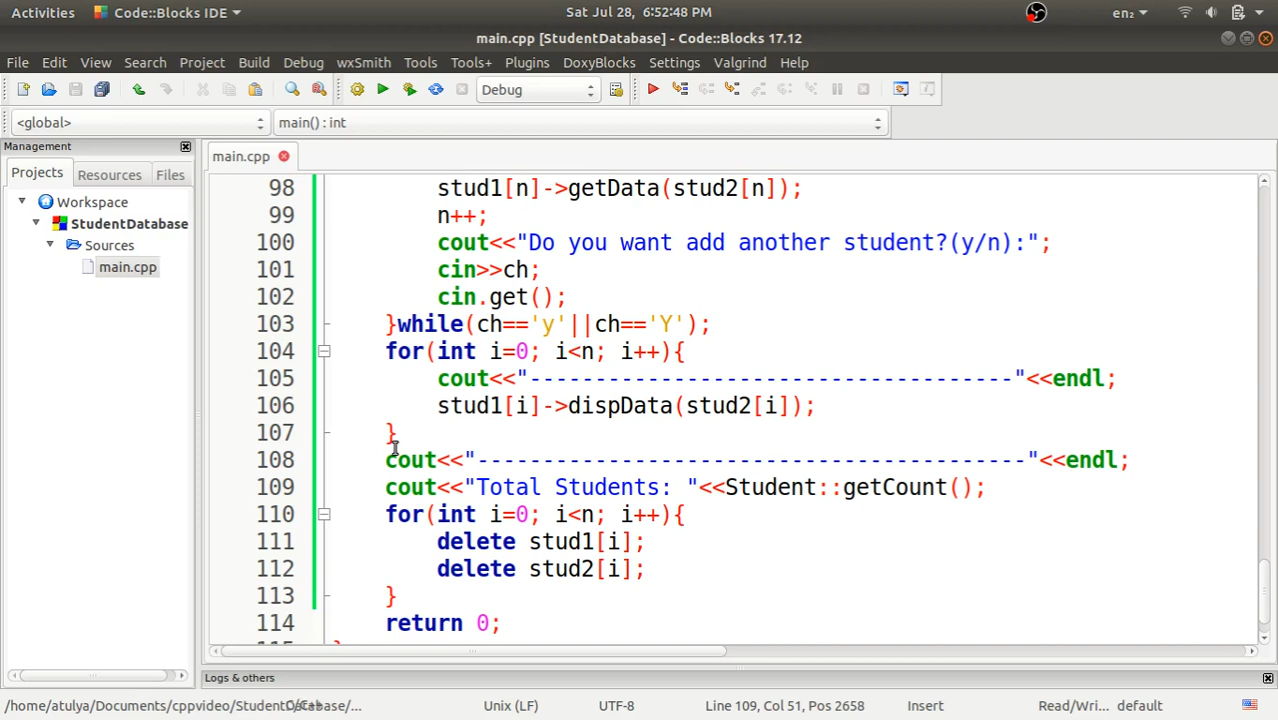 Activities Code::Blocks IDE Sat Jul 28, 6:52:48 PM en₂
main.cpp [StudentDatabase] - Code::Blocks 17.12
File Edit View Search Project Build Debug wxSmith Tools Tools+ Plugins DoxyBlocks Settings Valgrind Help
Debug
<global> main() : int
Management
main.cpp
Projects Resources Files
Workspace
StudentDatabase
Sources
main.cpp
98 stud1[n]->getData(stud2[n]);
99 n++;
100 cout<<"Do you want add another student?(y/n):";
101 cin>>ch;
102 cin.get();
103 }while(ch=='y'||ch=='Y');
104 for(int i=0; i<n; i++){
105 cout<<"-------------------------------------"<<endl;
106 stud1[i]->dispData(stud2[i]);
107 }
108 cout<<"------------------------------------------"<<endl;
109 cout<<"Total Students: "<<Student::getCount();
110 for(int i=0; i<n; i++){
111 delete stud1[i];
112 delete stud2[i];
113 }
114 return 0;
Logs & others
Unix (LF) UTF-8 Line 109, Col 51, Pos 2658 Insert Read/Wri... default